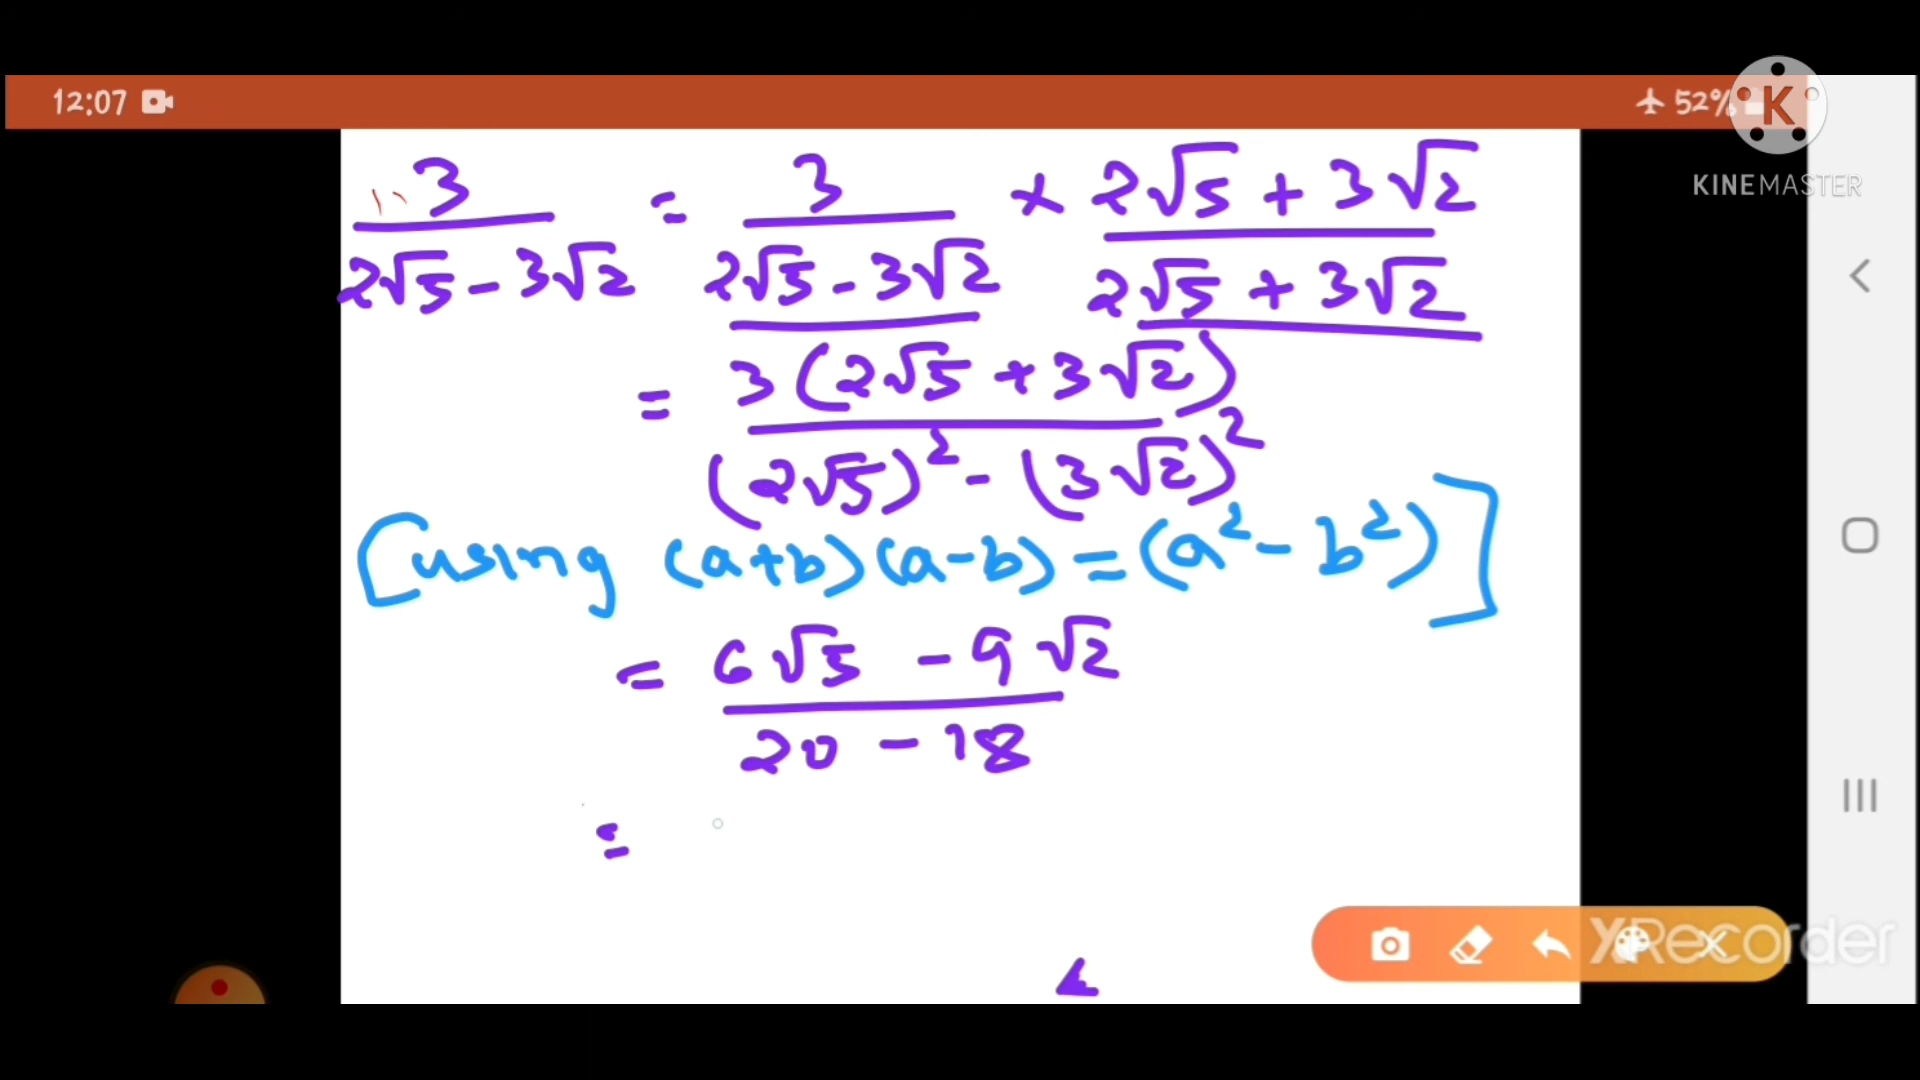 12:07 52%
KINEMASTER
3/(2√5 - 3√2) = 3/(2√5 - 3√2) × (2√5 + 3√2)/(2√5 + 3√2)
= 3(2√5 + 3√2)/((2√5)² - (3√2)²)
[using (a+b)(a-b) = (a² - b²)]
= (6√5 - 9√2)/(20 - 18)
=
XRecorder